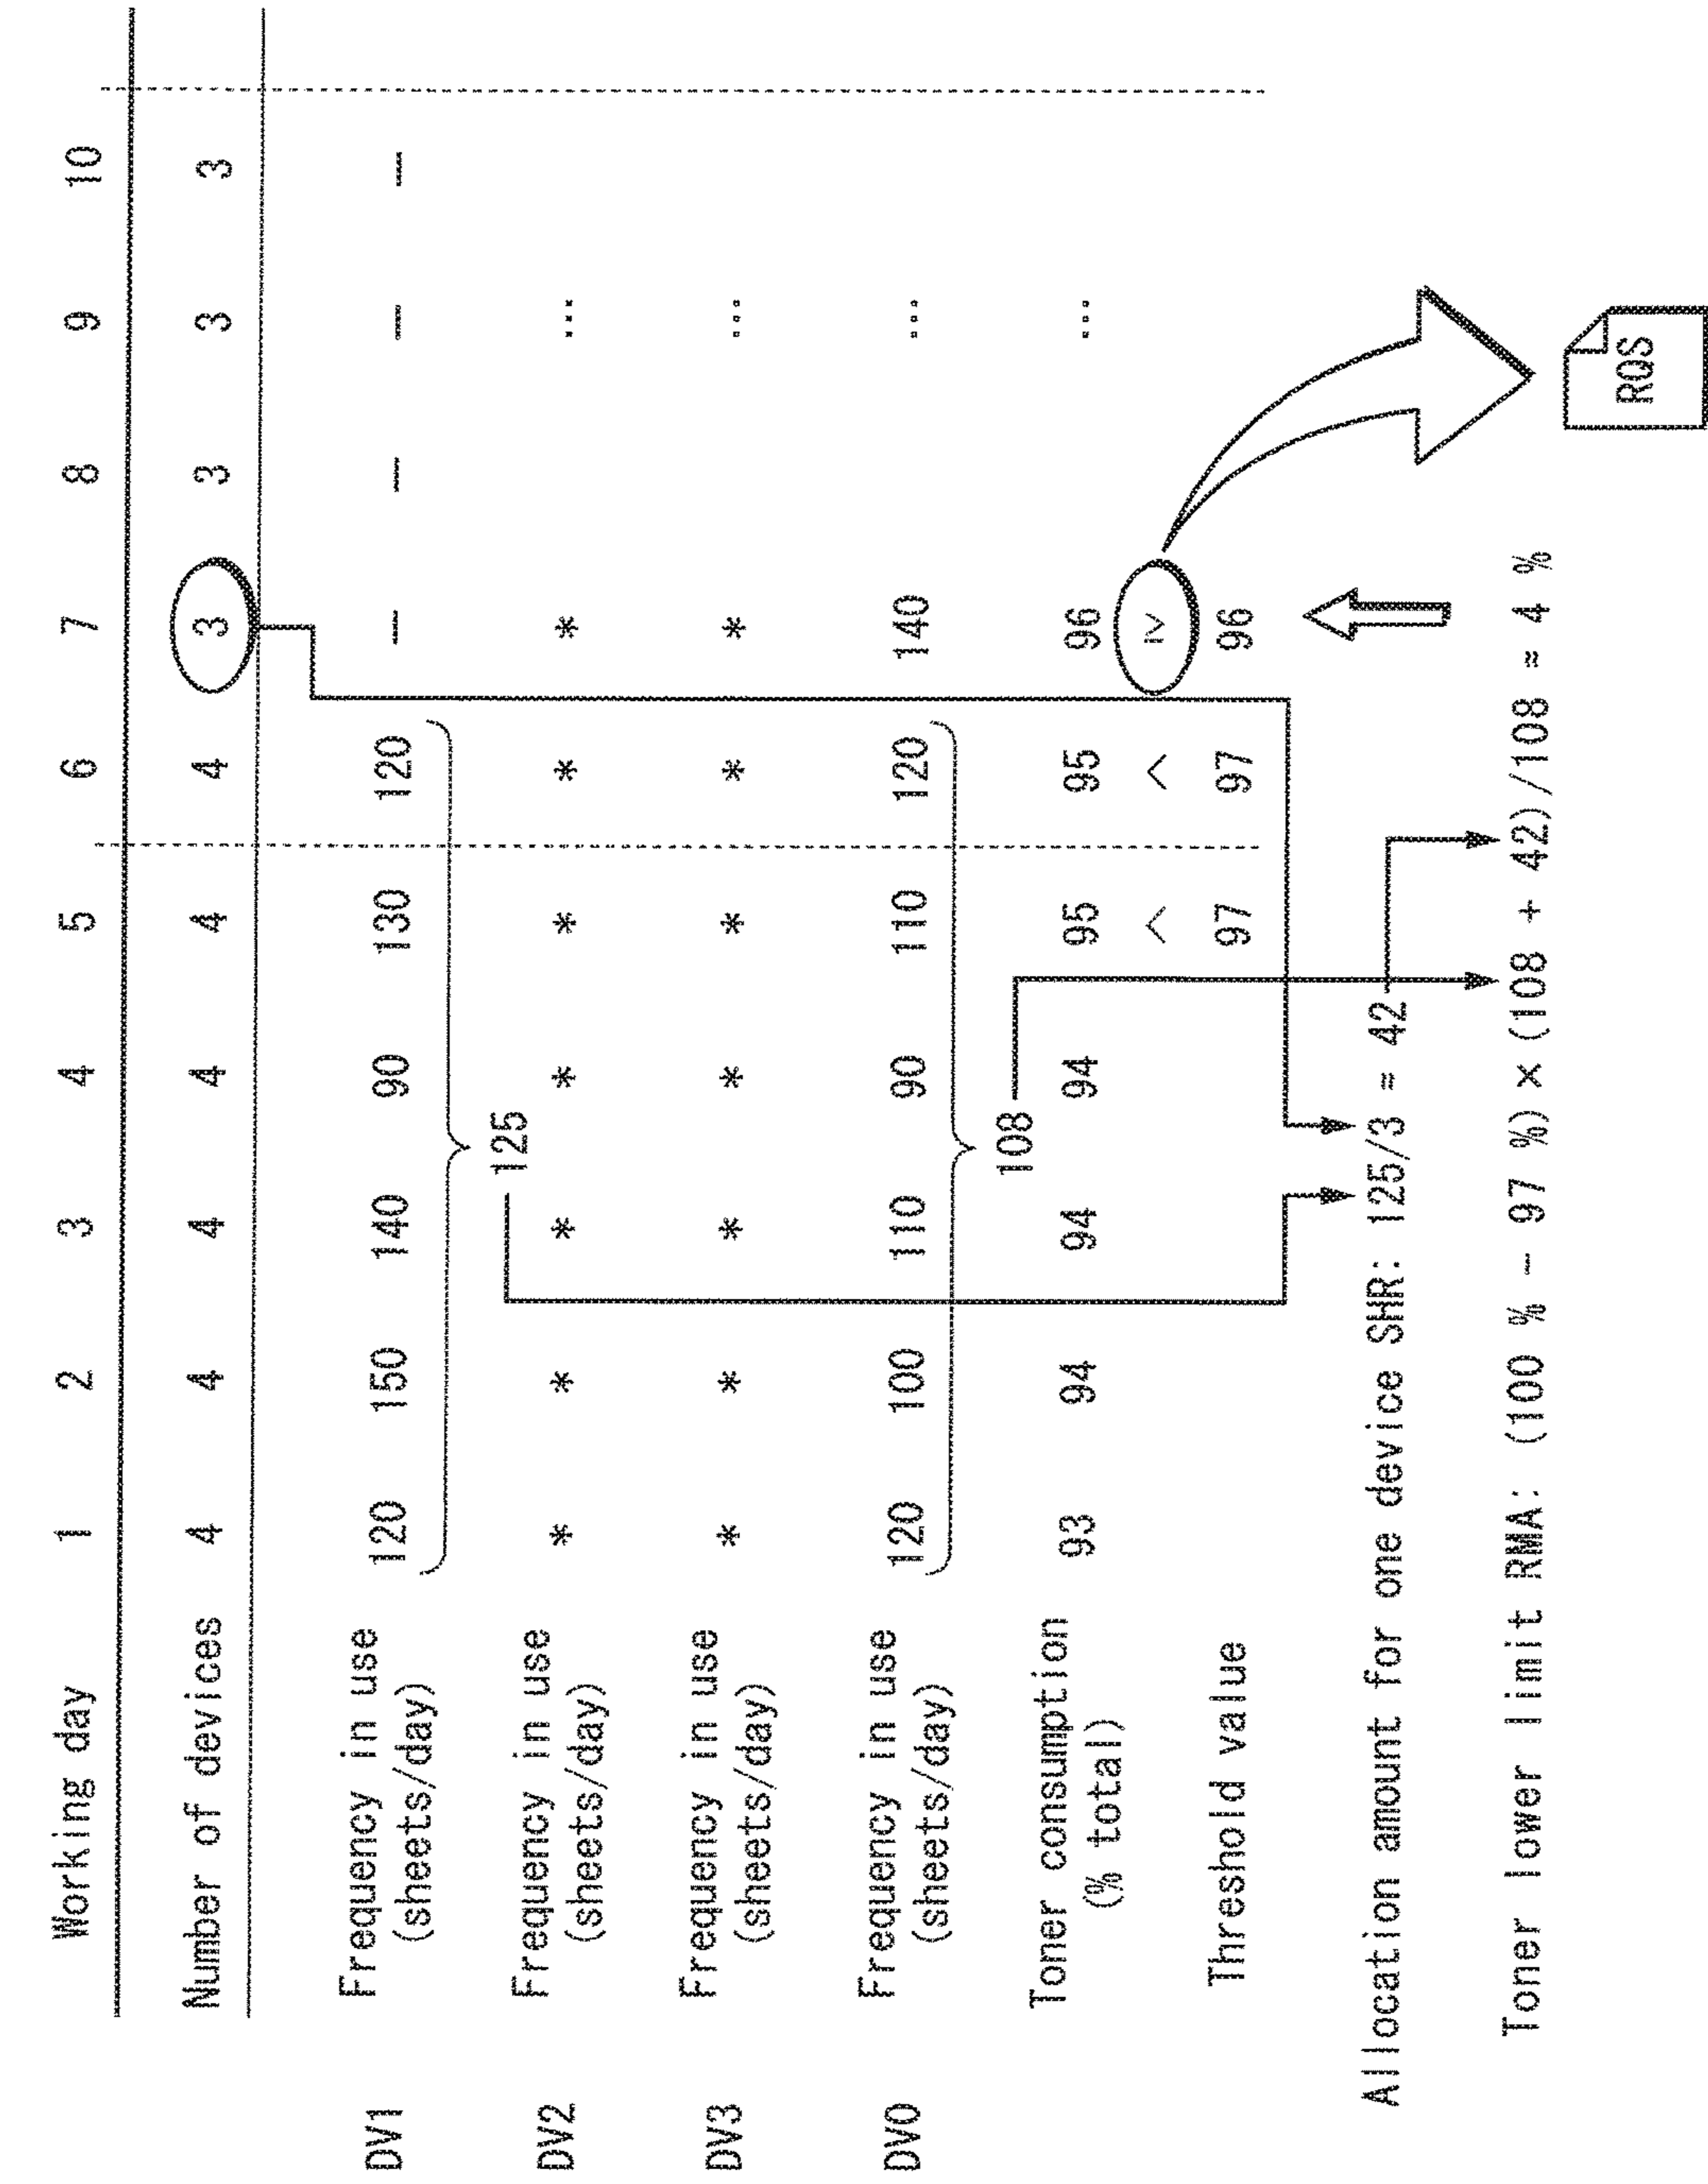 Working day 1 2 3 4 5 6 7 8 9 10
Number of devices 4 4 4 4 4 4 3 3 3 3
DV1 Frequency in use 120 150 140 90 130 120 — — — —
(sheets/day)
125
DV2 Frequency in use * * * * * * * ...
(sheets/day)
DV3 Frequency in use * * * * * * * ...
(sheets/day)
DV0 Frequency in use 120 100 110 90 110 120 140 ...
(sheets/day)
108
Toner consumption 93 94 94 94 95 95 96 ...
(% total)
< < ≥
Threshold value 97 97 96
Allocation amount for one device SHR: 125/3 = 42
Toner lower limit RMA: (100 % - 97 %) × (108 + 42)/108 ≈ 4 %
RQS